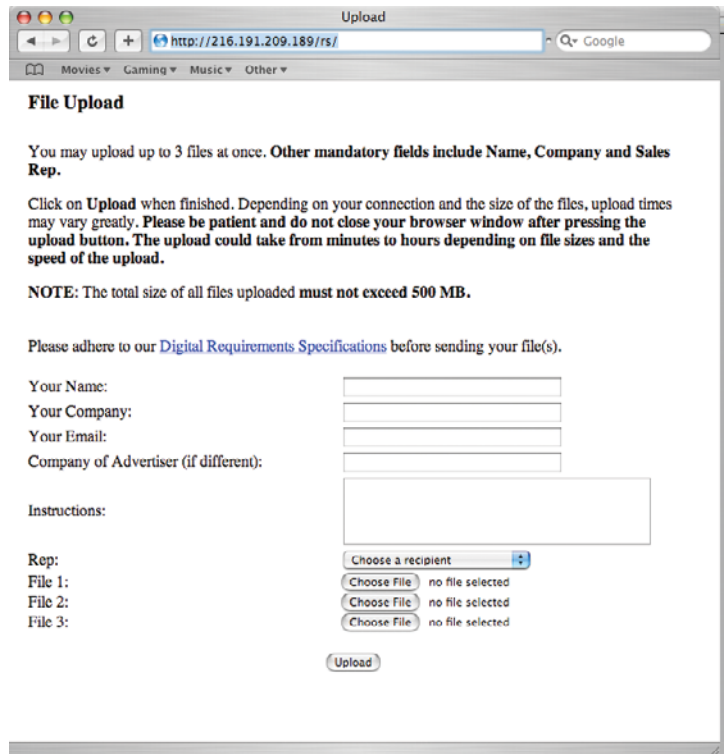 Upload
http://216.191.209.189/rs/
Google
Movies Gaming Music Other
File Upload
You may upload up to 3 files at once. Other mandatory fields include Name, Company and Sales
Rep.
Click on Upload when finished. Depending on your connection and the size of the files, upload times
may vary greatly. Please be patient and do not close your browser window after pressing the
upload button. The upload could take from minutes to hours depending on file sizes and the
speed of the upload.
NOTE: The total size of all files uploaded must not exceed 500 MB.
Please adhere to our Digital Requirements Specifications before sending your file(s).
Your Name:
Your Company:
Your Email:
Company of Advertiser (if different):
Instructions:
Rep: Choose a recipient
File 1: Choose File no file selected
File 2: Choose File no file selected
File 3: Choose File no file selected
Upload